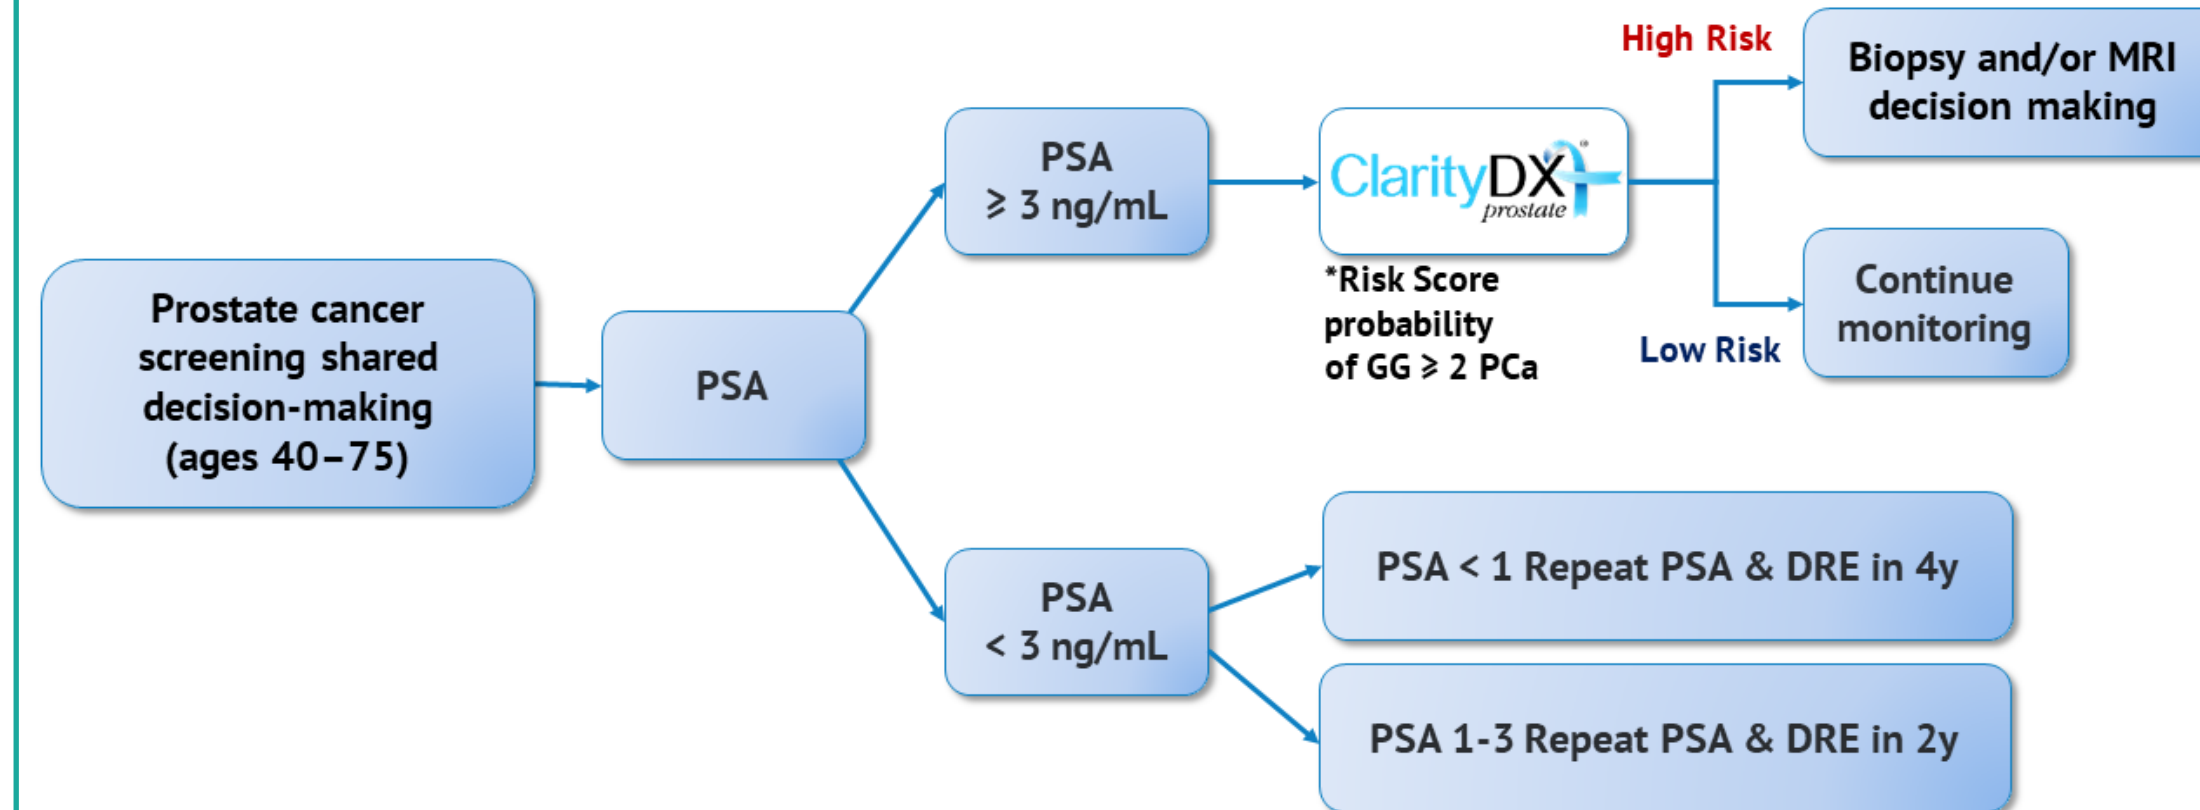 Prostate cancer
screening shared
decision-making
(ages 40–75)
PSA
PSA
≥ 3 ng/mL
ClarityDX®
prostate
*Risk Score
probability
of GG ≥ 2 PCa
High Risk
Biopsy and/or MRI
decision making
Low Risk
Continue
monitoring
PSA
< 3 ng/mL
PSA < 1 Repeat PSA & DRE in 4y
PSA 1-3 Repeat PSA & DRE in 2y